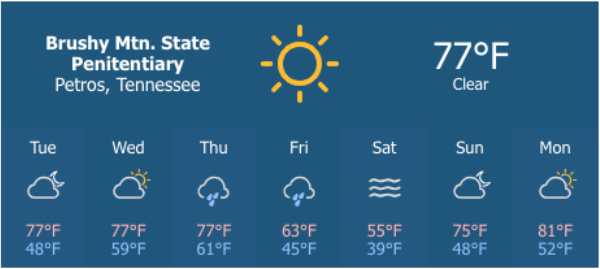 Brushy Mtn. State
Penitentiary
Petros, Tennessee
77°F
Clear
Tue Wed Thu Fri Sat Sun Mon
77°F 77°F 77°F 63°F 55°F 75°F 81°F
48°F 59°F 61°F 45°F 39°F 48°F 52°F